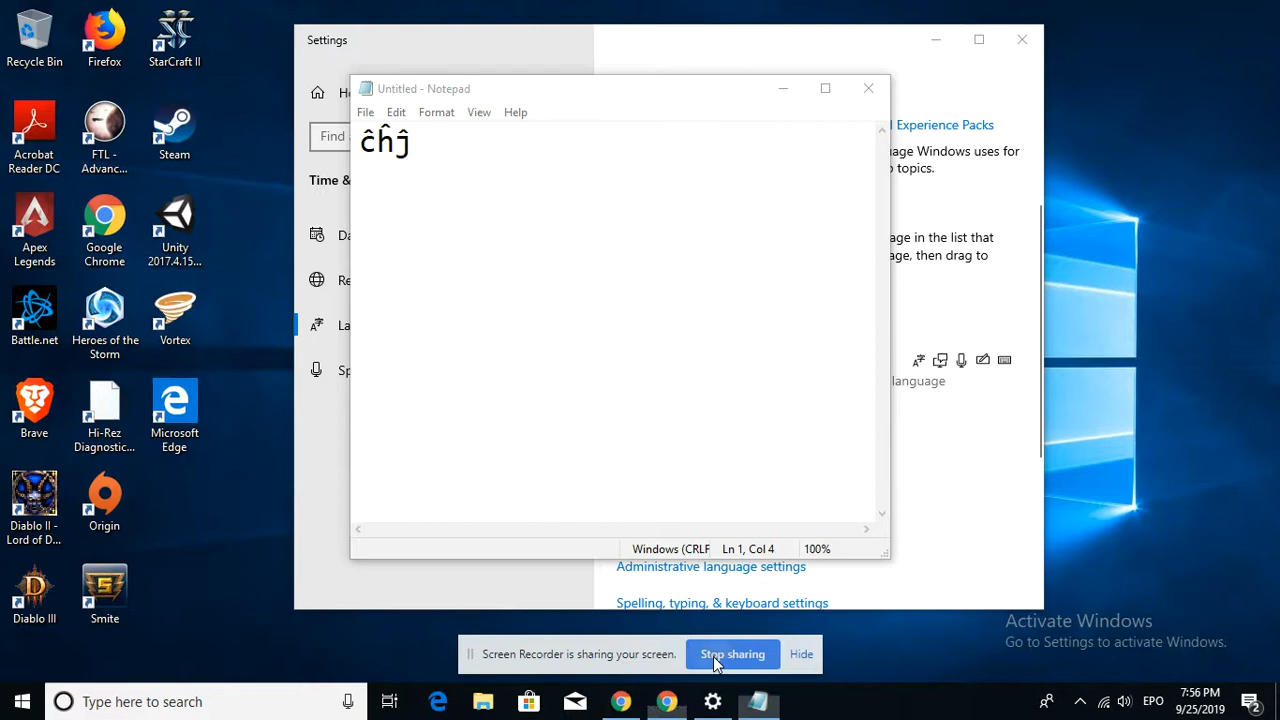 Recycle Bin
Firefox
StarCraft II
Acrobat
Reader DC
FTL -
Advanc...
Steam
Apex
Legends
Google
Chrome
Unity
2017.4.15...
Battle.net
Heroes of the
Storm
Vortex
Brave
Hi-Rez
Diagnostic...
Microsoft
Edge
Diablo II -
Lord of D...
Origin
Diablo III
Smite
Settings
Find
Time &
Untitled - Notepad
File Edit Format View Help
ĉĥĵ
Windows (CRLF
Ln 1, Col 4
100%
Experience Packs
age Windows uses for
topics.
age in the list that
age, then drag to
language
Administrative language settings
Spelling, typing, & keyboard settings
Activate Windows
Go to Settings to activate Windows.
Screen Recorder is sharing your screen.
Stop sharing
Hide
Type here to search
EPO
7:56 PM
9/25/2019
2